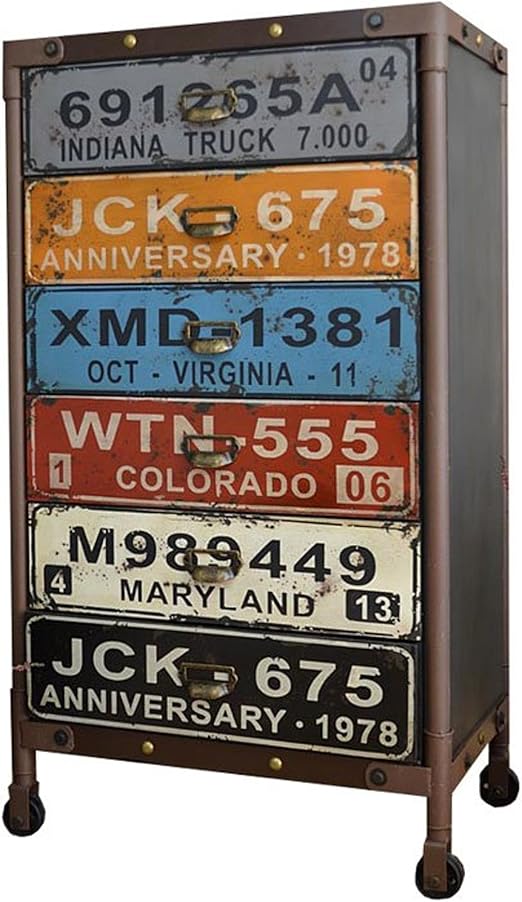 691265A 04
INDIANA TRUCK 7.000
JCK - 675
ANNIVERSARY · 1978
XMD-1381
OCT - VIRGINIA - 11
WTN-555
1 COLORADO 06
M989449
4 MARYLAND 13
JCK - 675
ANNIVERSARY · 1978